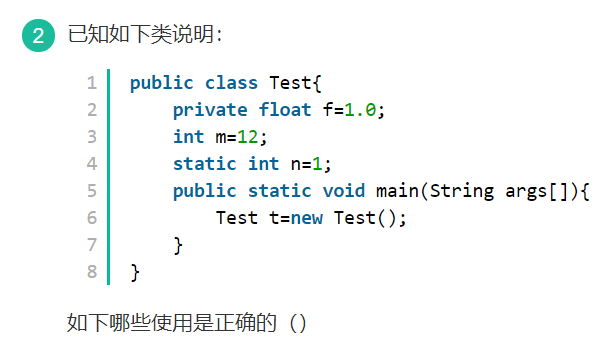 2 已知如下类说明：
1 public class Test{
2     private float f=1.0;
3     int m=12;
4     static int n=1;
5     public static void main(String args[]){
6         Test t=new Test();
7     }
8 }
如下哪些使用是正确的（）